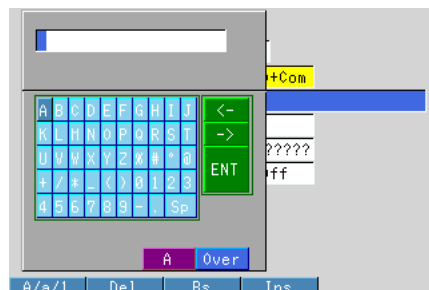 +Com
A B C D E F G H I J <-
K L M N O P Q R S T ->
U V W X Y Z % # ° @ ENT
?????
+ / * _ ( ) 0 1 2 3
ff
4 5 6 7 8 9 - . Sp
A Over
A/a/1 Del Bs Ins